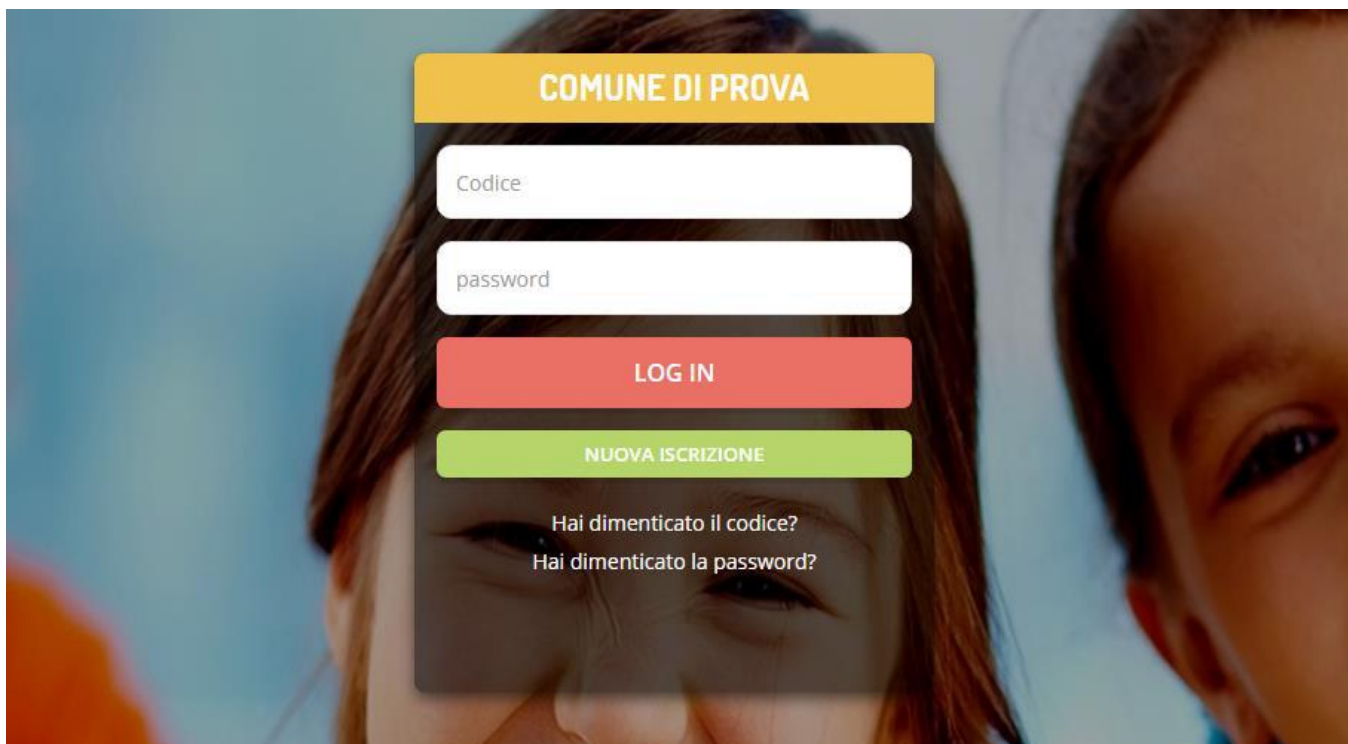 COMUNE DI PROVA
Codice
password
LOG IN
NUOVA ISCRIZIONE
Hai dimenticato il codice?
Hai dimenticato la password?